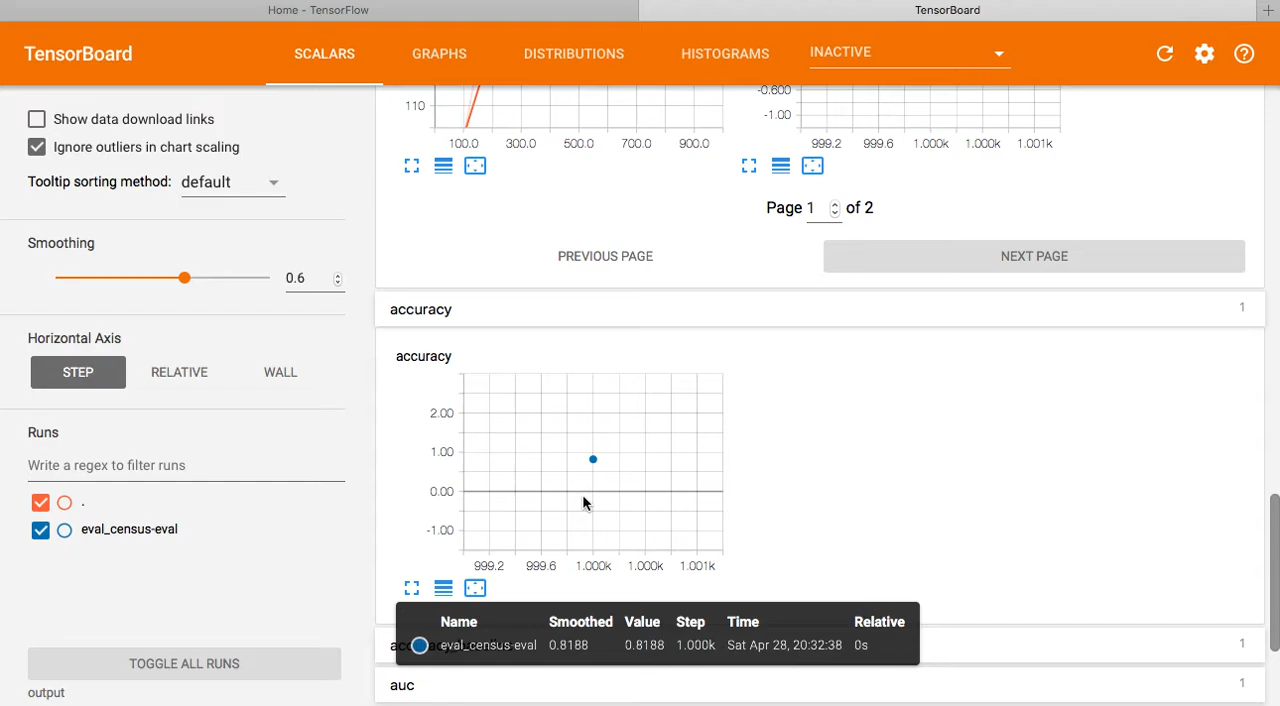 Home - TensorFlow
TensorBoard
TensorBoard
SCALARS
GRAPHS
DISTRIBUTIONS
HISTOGRAMS
INACTIVE
Show data download links
Ignore outliers in chart scaling
Tooltip sorting method: default
Smoothing
0.6
Horizontal Axis
STEP
RELATIVE
WALL
Runs
Write a regex to filter runs
.
eval_census-eval
TOGGLE ALL RUNS
output
110
100.0 300.0 500.0 700.0 900.0
-0.600
-1.00
999.2 999.6 1.000k 1.000k 1.001k
Page 1 of 2
PREVIOUS PAGE
NEXT PAGE
accuracy
1
accuracy
2.00
1.00
0.00
-1.00
999.2 999.6 1.000k 1.000k 1.001k
Name Smoothed Value Step Time Relative
eval_census-eval 0.8188 0.8188 1.000k Sat Apr 28, 20:32:38 0s
1
auc
1